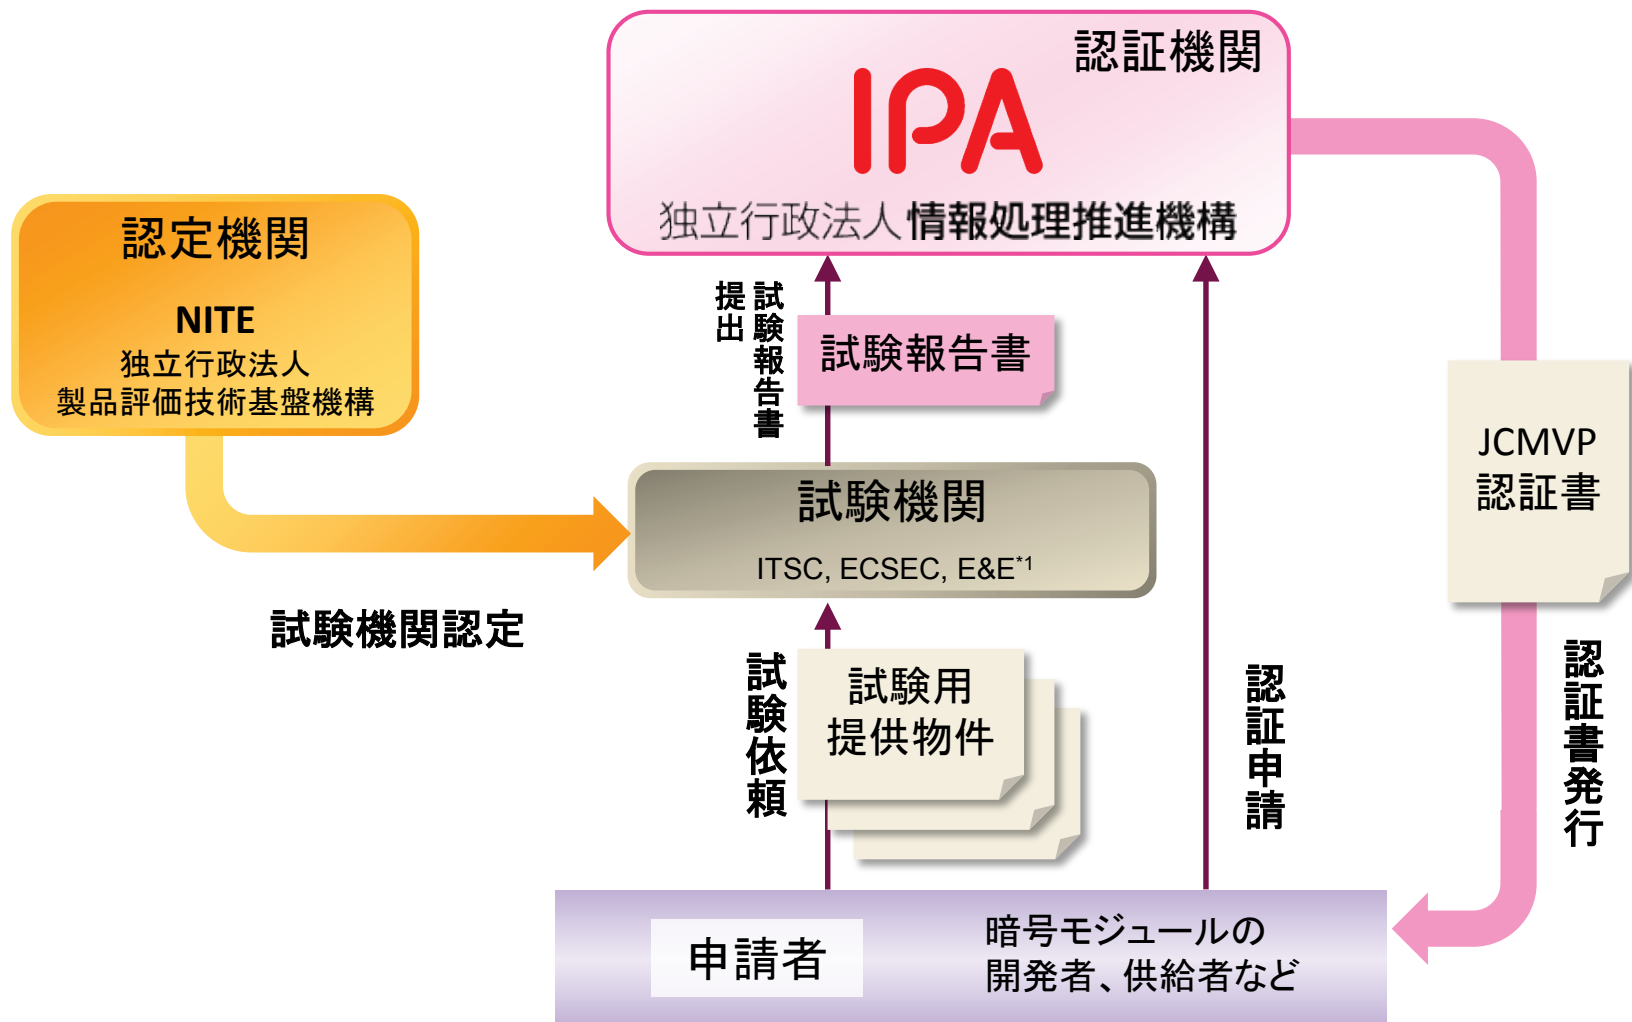 認証機関
IPA
独立行政法人情報処理推進機構
認定機関
NITE
独立行政法人
製品評価技術基盤機構
試験報告書
提出
試験報告書
JCMVP
認証書
試験機関
ITSC, ECSEC, E&E*1
試験機関認定
試験依頼
試験用
提供物件
認証申請
認証書発行
申請者
暗号モジュールの
開発者、供給者など